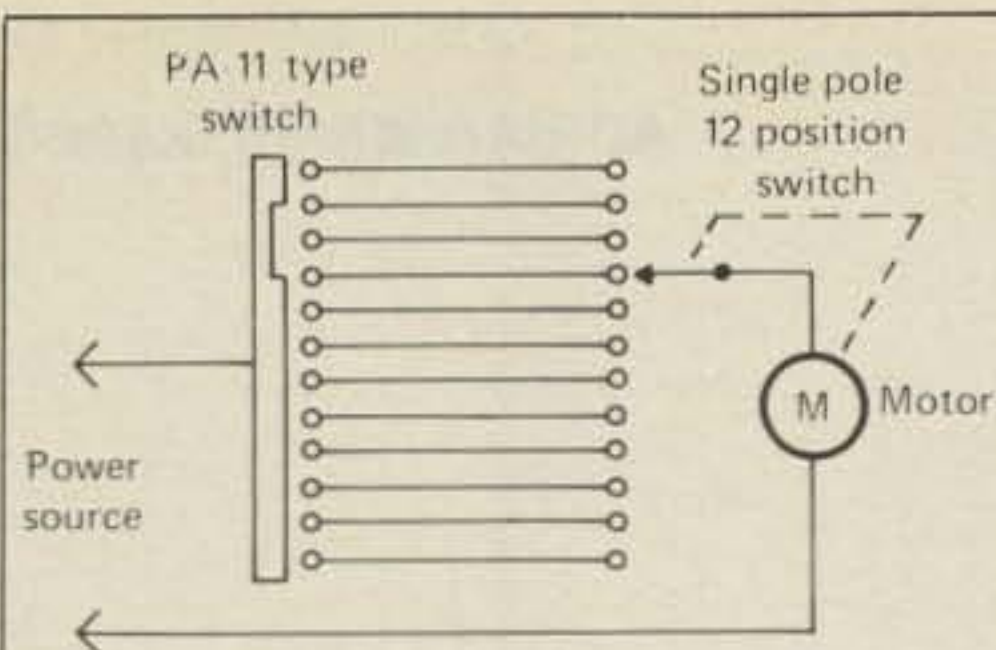 PA 11 type
switch
Single pole
12 position
switch
M
Motor
Power
source